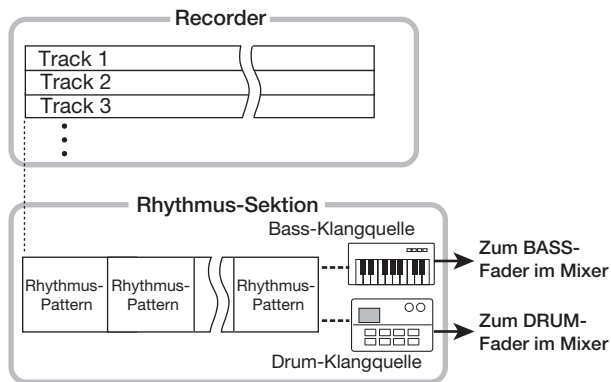 Recorder
Track 1
Track 2
Track 3
Rhythmus-Sektion
Bass-Klangquelle
Zum BASS-
Fader im Mixer
Rhythmus-
Pattern
Rhythmus-
Pattern
Rhythmus-
Pattern
Zum DRUM-
Fader im Mixer
Drum-Klangquelle